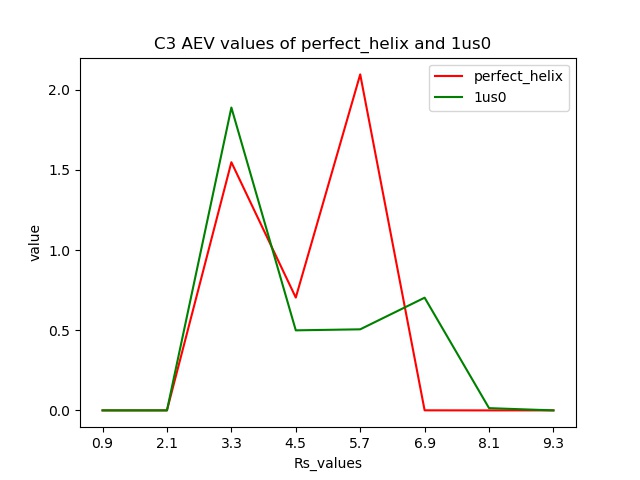 C3 AEV values of perfect_helix and 1us0
perfect_helix
1us0
value
2.0
1.5
1.0
0.5
0.0
0.9 2.1 3.3 4.5 5.7 6.9 8.1 9.3
Rs_values